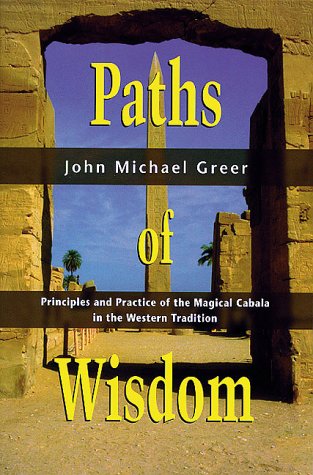 Paths
John Michael Greer
of
Principles and Practice of the Magical Cabala
in the Western Tradition
Wisdom